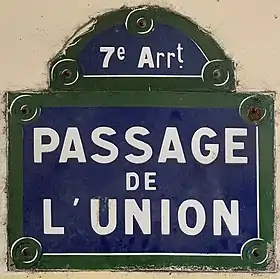 7e Arrt
PASSAGE
DE
L'UNION